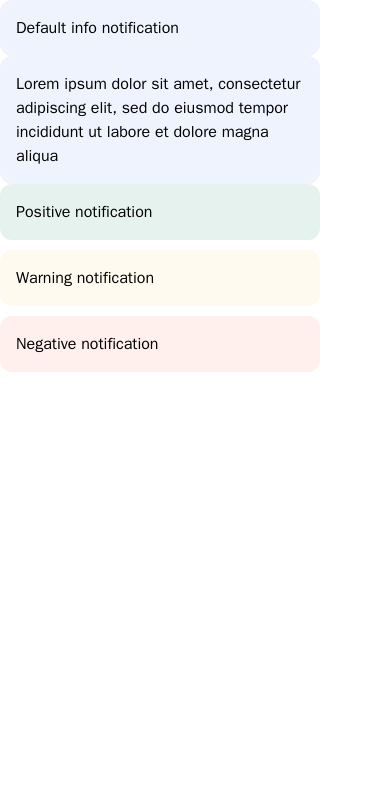 Default info notification
Lorem ipsum dolor sit amet, consectetur
adipiscing elit, sed do eiusmod tempor
incididunt ut labore et dolore magna
aliqua
Positive notification
Warning notification
Negative notification